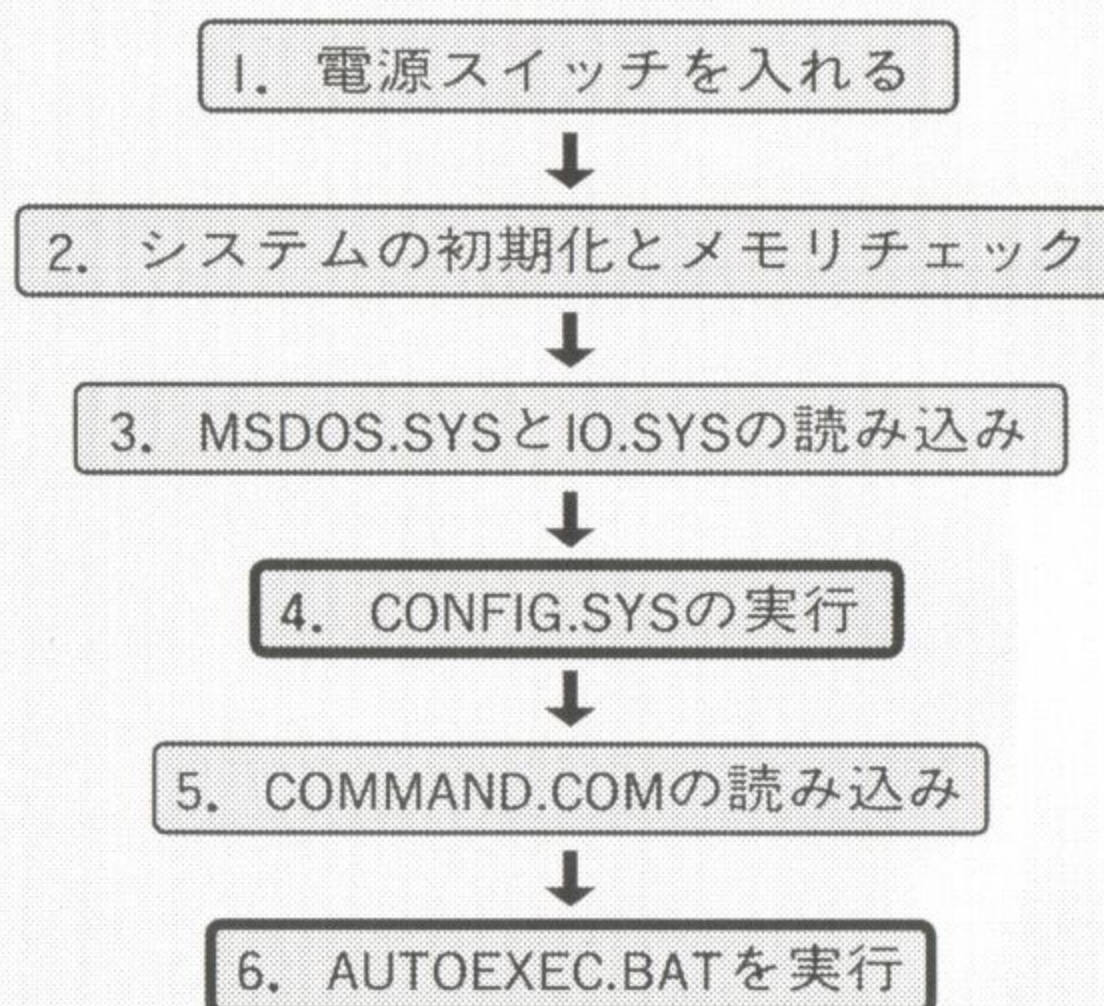 1. 電源スイッチを入れる
2. システムの初期化とメモリチェック
3. MSDOS.SYSとIO.SYSの読み込み
4. CONFIG.SYSの実行
5. COMMAND.COMの読み込み
6. AUTOEXEC.BATを実行